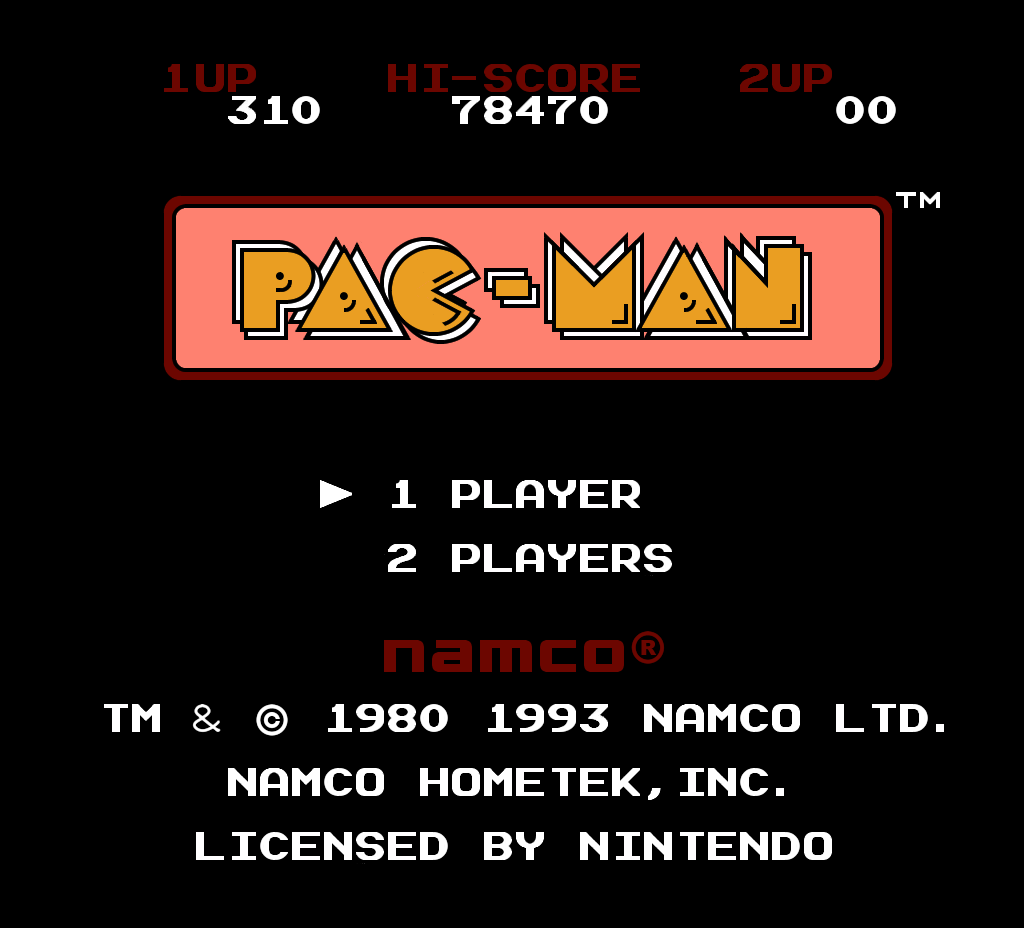 1UP HI-SCORE 2UP
310 78470 00
PAC-MAN TM
► 1 PLAYER
2 PLAYERS
namco®
TM & © 1980 1993 NAMCO LTD.
NAMCO HOMETEK,INC.
LICENSED BY NINTENDO